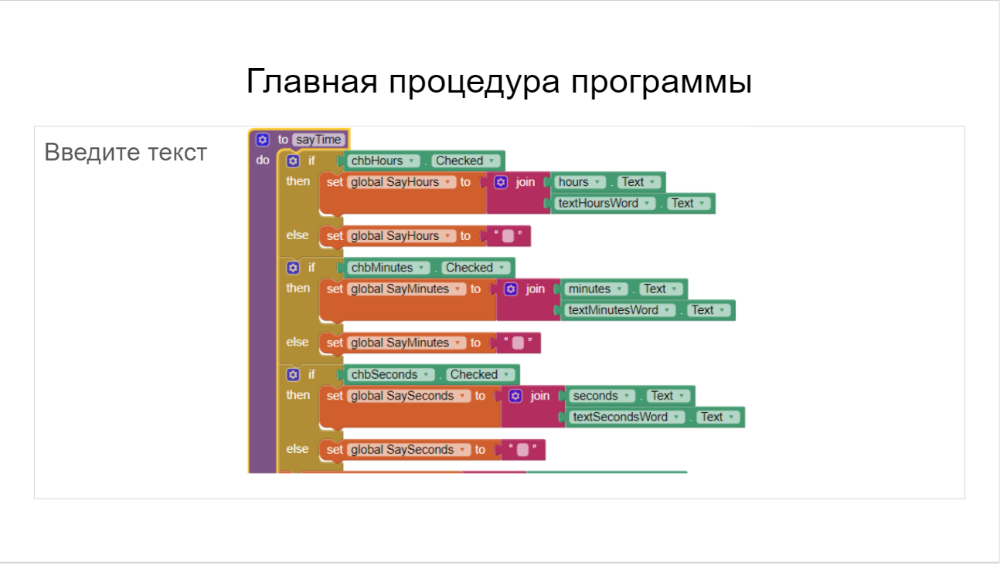 Главная процедура программы
Введите текст
to sayTime
do if chbHours . Checked
then set global SayHours to join hours . Text
textHoursWord . Text
else set global SayHours to " "
if chbMinutes . Checked
then set global SayMinutes to join minutes . Text
textMinutesWord . Text
else set global SayMinutes to " "
if chbSeconds . Checked
then set global SaySeconds to join seconds . Text
textSecondsWord . Text
else set global SaySeconds to " "